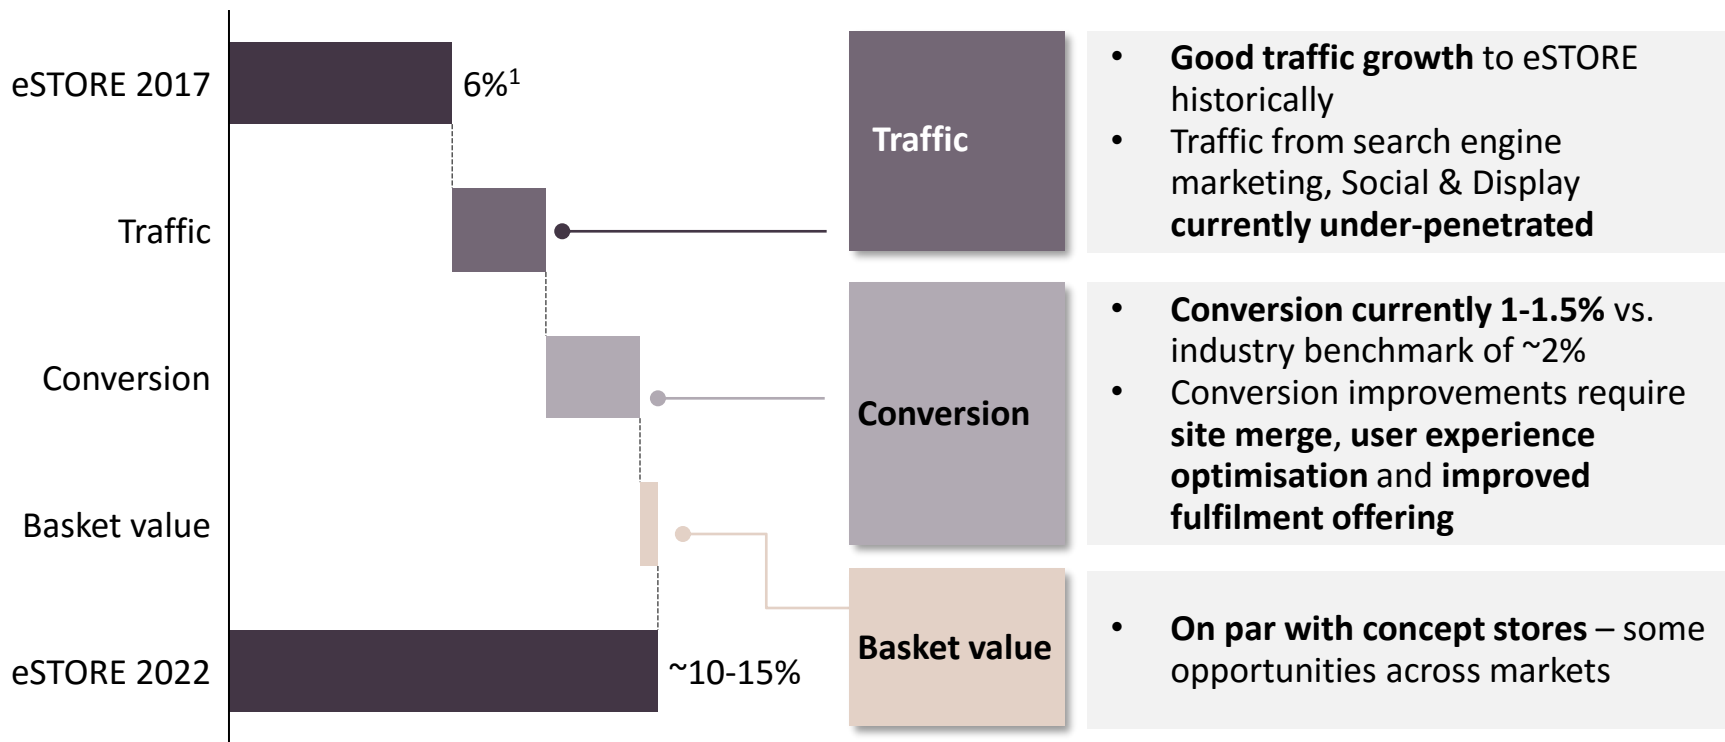 eSTORE 2017
6%¹
Traffic
Conversion
Basket value
eSTORE 2022
~10-15%
Traffic
• Good traffic growth to eSTORE
historically
• Traffic from search engine
marketing, Social & Display
currently under-penetrated
Conversion
• Conversion currently 1-1.5% vs.
industry benchmark of ~2%
• Conversion improvements require
site merge, user experience
optimisation and improved
fulfilment offering
Basket value
• On par with concept stores – some
opportunities across markets